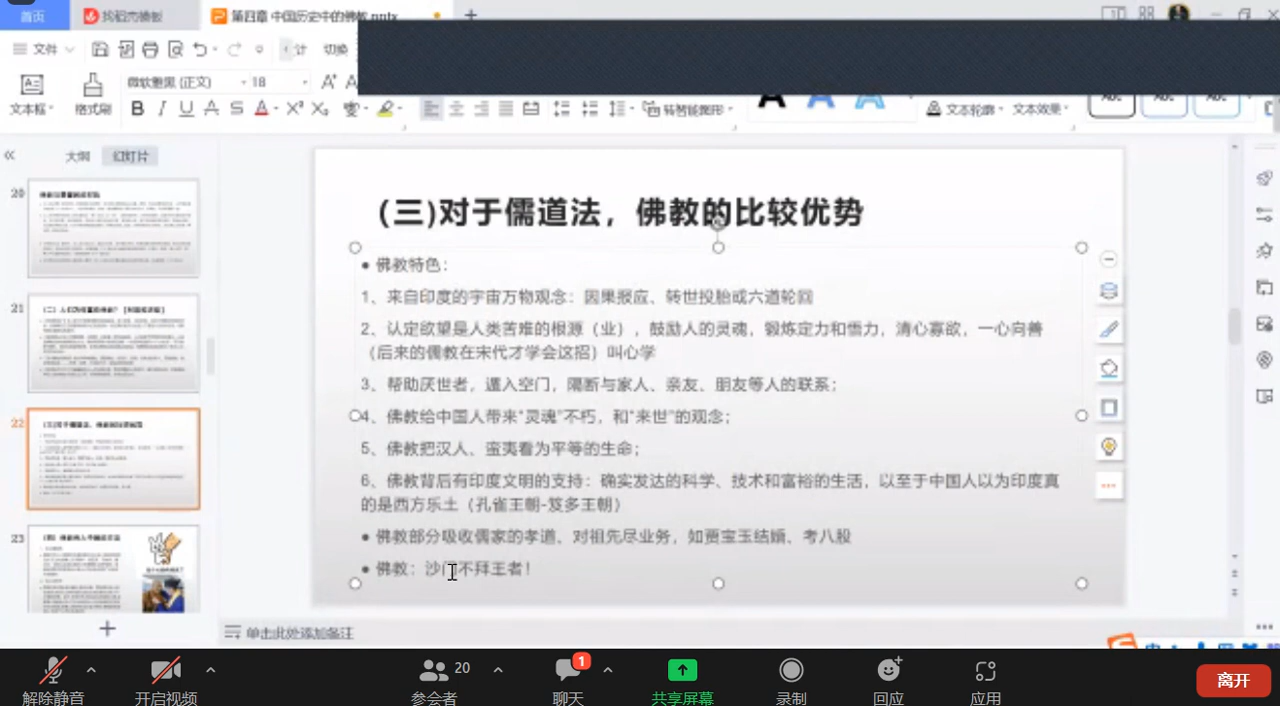 首页
找稻壳模板
第四章 中国历史中的佛教.pptx
文件
计
切换
文本框
格式刷
微软雅黑 (正文)
18
转智能图形
文本轮廓
文本效果
Abc
Abc
Abc
大纲
幻灯片
20
21
22
23
(三)对于儒道法，佛教的比较优势
• 佛教特色：
1、来自印度的宇宙万物观念：因果报应、转世投胎或六道轮回
2、认定欲望是人类苦难的根源（业），鼓励人的灵魂，锻炼定力和悟力，清心寡欲，一心向善
（后来的儒教在宋代才学会这招）叫心学
3、帮助厌世者，遁入空门，隔断与家人、亲友、朋友等人的联系；
4、佛教给中国人带来“灵魂”不朽，和“来世”的观念；
5、佛教把汉人、蛮夷看为平等的生命；
6、佛教背后有印度文明的支持：确实发达的科学、技术和富裕的生活，以至于中国人以为印度真
的是西方乐土（孔雀王朝-笈多王朝）
• 佛教部分吸收儒家的孝道、对祖先尽业务，如贾宝玉结婚、考八股
• 佛教：沙门不拜王者！
单击此处添加备注
解除静音
开启视频
20
参会者
1
聊天
共享屏幕
录制
回应
应用
离开